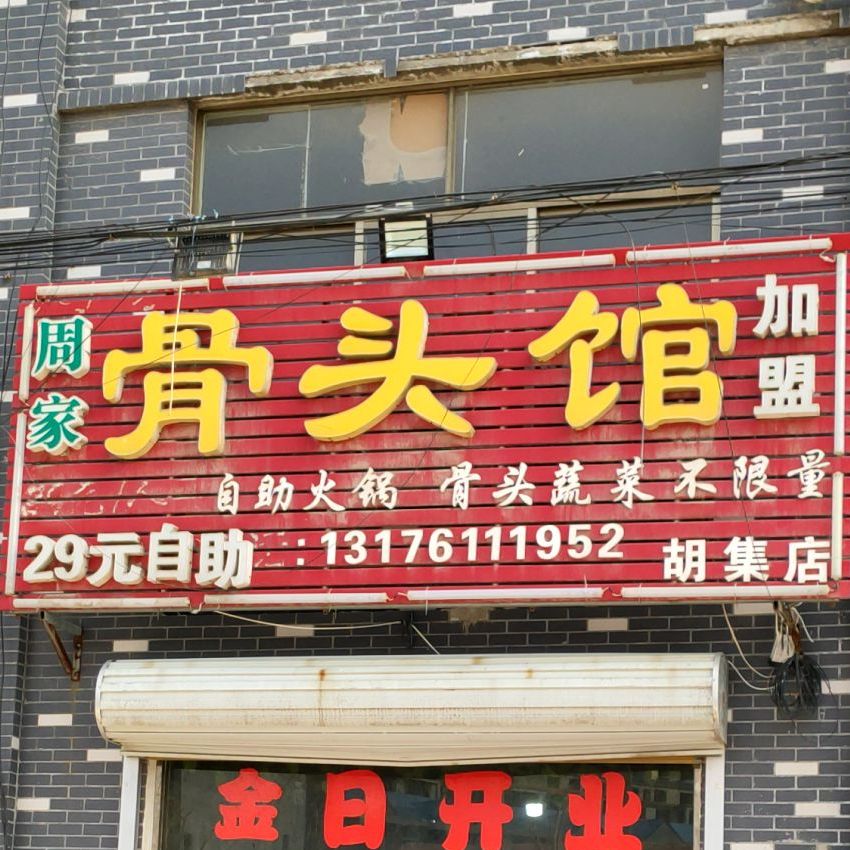 周家
骨头馆
加盟
自助火锅 骨头蔬菜不限量
29元自助 :13176111952 胡集店
金日开业